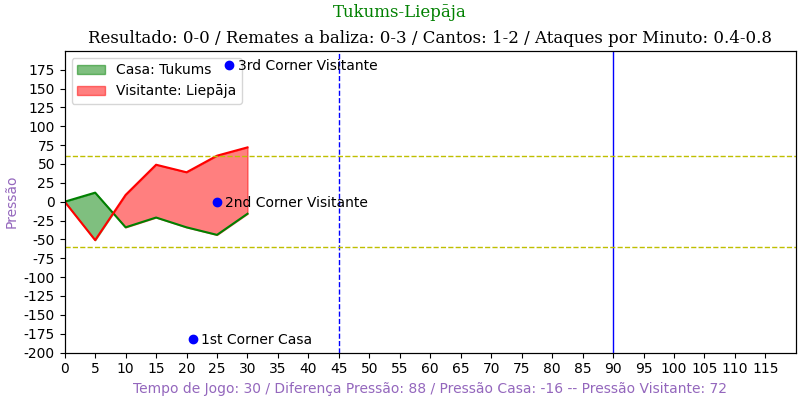 Tukums-Liepāja
Resultado: 0-0 / Remates a baliza: 0-3 / Cantos: 1-2 / Ataques por Minuto: 0.4-0.8
Casa: Tukums
Visitante: Liepāja
3rd Corner Visitante
2nd Corner Visitante
1st Corner Casa
Pressão
175
150
125
100
75
50
25
0
-25
-50
-75
-100
-125
-150
-175
-200
0 5 10 15 20 25 30 35 40 45 50 55 60 65 70 75 80 85 90 95 100 105 110 115
Tempo de Jogo: 30 / Diferença Pressão: 88 / Pressão Casa: -16 -- Pressão Visitante: 72